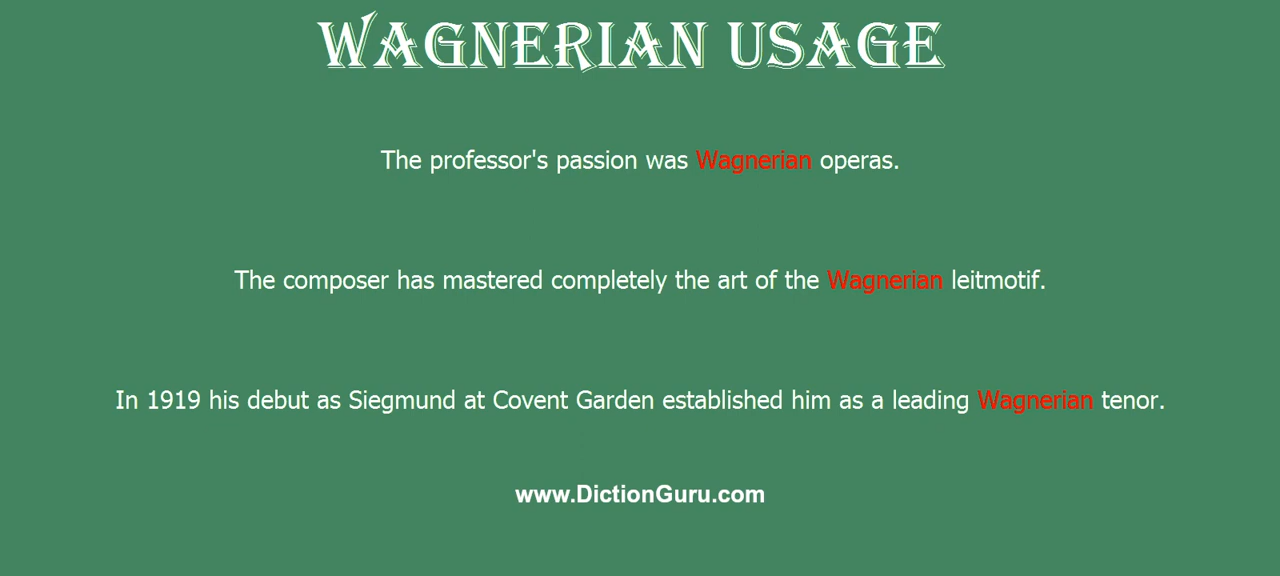 WAGNERIAN USAGE
The professor's passion was Wagnerian operas.
The composer has mastered completely the art of the Wagnerian leitmotif.
In 1919 his debut as Siegmund at Covent Garden established him as a leading Wagnerian tenor.
www.DictionGuru.com